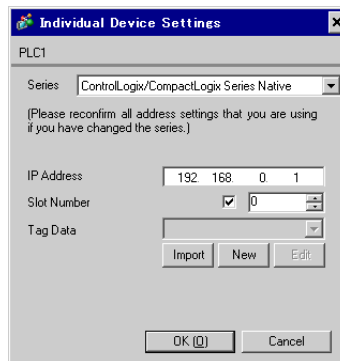 Individual Device Settings
PLC1
Series ControlLogix/CompactLogix Series Native
(Please reconfirm all address settings that you are using
if you have changed the series.)
IP Address 192. 168. 0. 1
Slot Number 0
Tag Data
Import New Edit
OK (O) Cancel